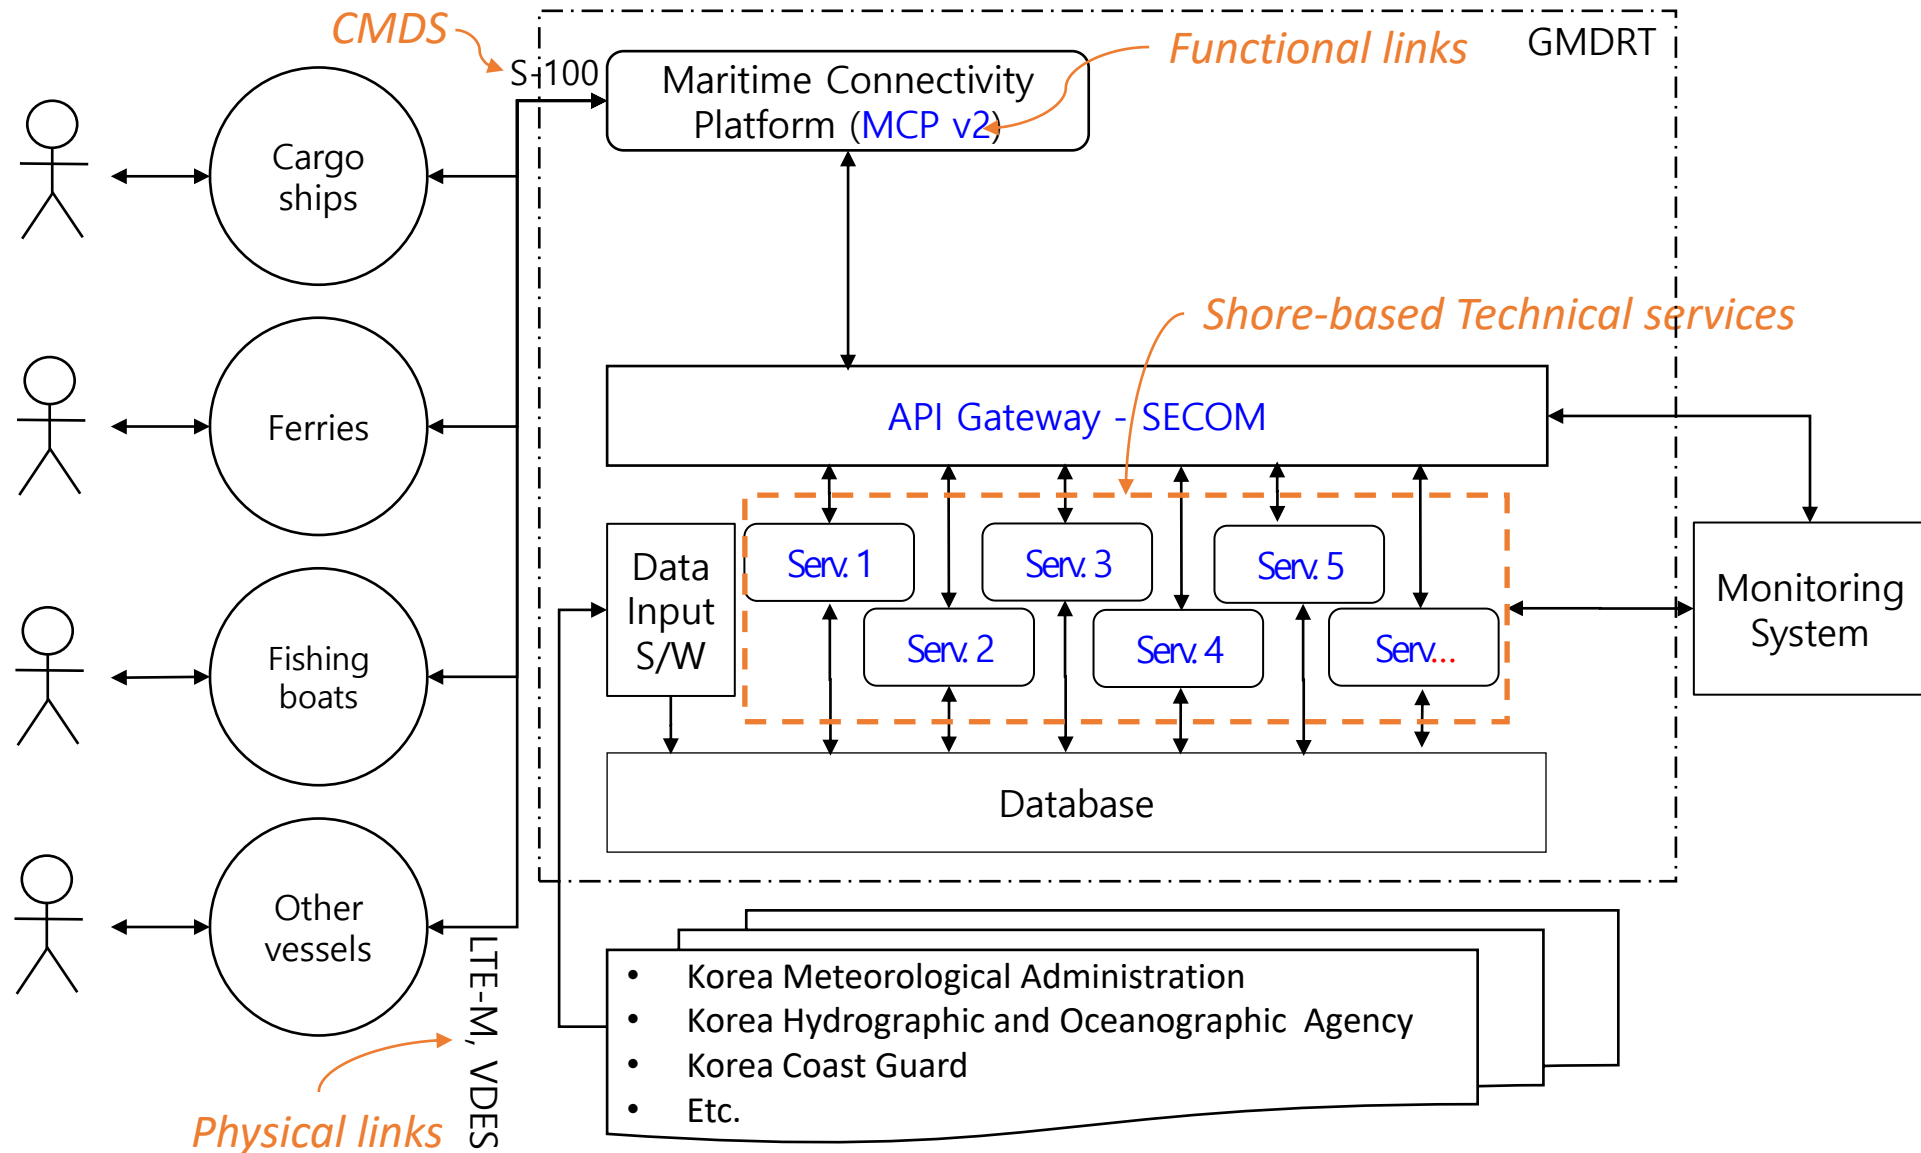 CMDS
S-100
Maritime Connectivity
Platform (MCP v2)
Functional links
GMDRT
Cargo
ships
Shore-based Technical services
Ferries
API Gateway - SECOM
Data
Input
S/W
Serv. 1
Serv. 3
Serv. 5
Serv. 2
Serv. 4
Serv...
Monitoring
System
Fishing
boats
Database
Other
vessels
LTE-M, VDES
Physical links
• Korea Meteorological Administration
• Korea Hydrographic and Oceanographic Agency
• Korea Coast Guard
• Etc.